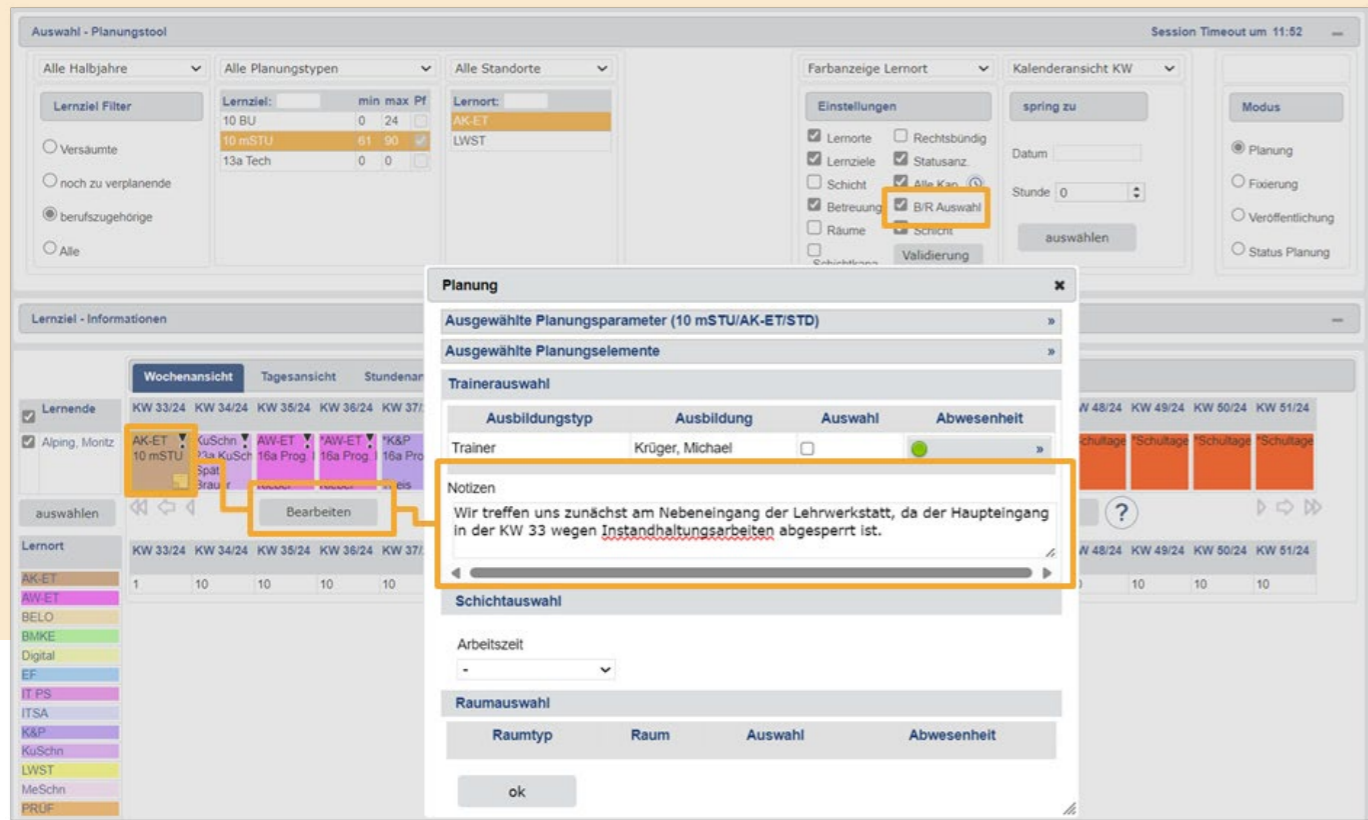 Auswahl - Planungstool
Session Timeout um 11:52
Alle Halbjahre
Alle Planungstypen
Alle Standorte
Farbanzeige Lernort
Kalenderansicht KW
Lernziel Filter
Versäumte
noch zu verplanende
berufszugehörige
Alle
Lernziel: min max Pf
10 BU 0 24
10 mSTU 61 90
13a Tech 0 0
Lernort:
AK-ET
LWST
Einstellungen
Lernorte Rechtsbündig
Lernziele Statusanz.
Schicht Alle Kap.
Betreuung B/R Auswahl
Räume Schicht
Validierung
spring zu
Datum
Stunde 0
auswählen
Modus
Planung
Fixierung
Veröffentlichung
Status Planung
Lernziel - Informationen
Wochenansicht Tagesansicht
Lernende KW 33/24 KW 34/24 KW 35/24 KW 36/24 KW 37/
KW 49/24 KW 50/24 KW 51/24
Alping, Moritz
AK-ET
10 mSTU
KuSchn
23a KuSch
Spät
AW-ET
16a Prog.
*AW-ET
16a Prog.
*K&P
16a Pro
*Schultage *Schultage *Schultage
auswählen
Bearbeiten
?
Lernort KW 33/24 KW 34/24 KW 35/24 KW 36/24 KW 37/
KW 49/24 KW 50/24 KW 51/24
1 10 10 10 10
10 10 10
AK-ET
AW-ET
BELO
BMKE
Digital
EF
IT PS
ITSA
K&P
KuSchn
LWST
MeSchn
PRÜF
Planung
Ausgewählte Planungsparameter (10 mSTU/AK-ET/STD) »
Ausgewählte Planungselemente »
Trainerauswahl
Ausbildungstyp Ausbildung Auswahl Abwesenheit
Trainer Krüger, Michael »
Notizen
Wir treffen uns zunächst am Nebeneingang der Lehrwerkstatt, da der Haupteingang
in der KW 33 wegen Instandhaltungsarbeiten abgesperrt ist.
Schichtauswahl
Arbeitszeit
-
Raumauswahl
Raumtyp Raum Auswahl Abwesenheit
ok